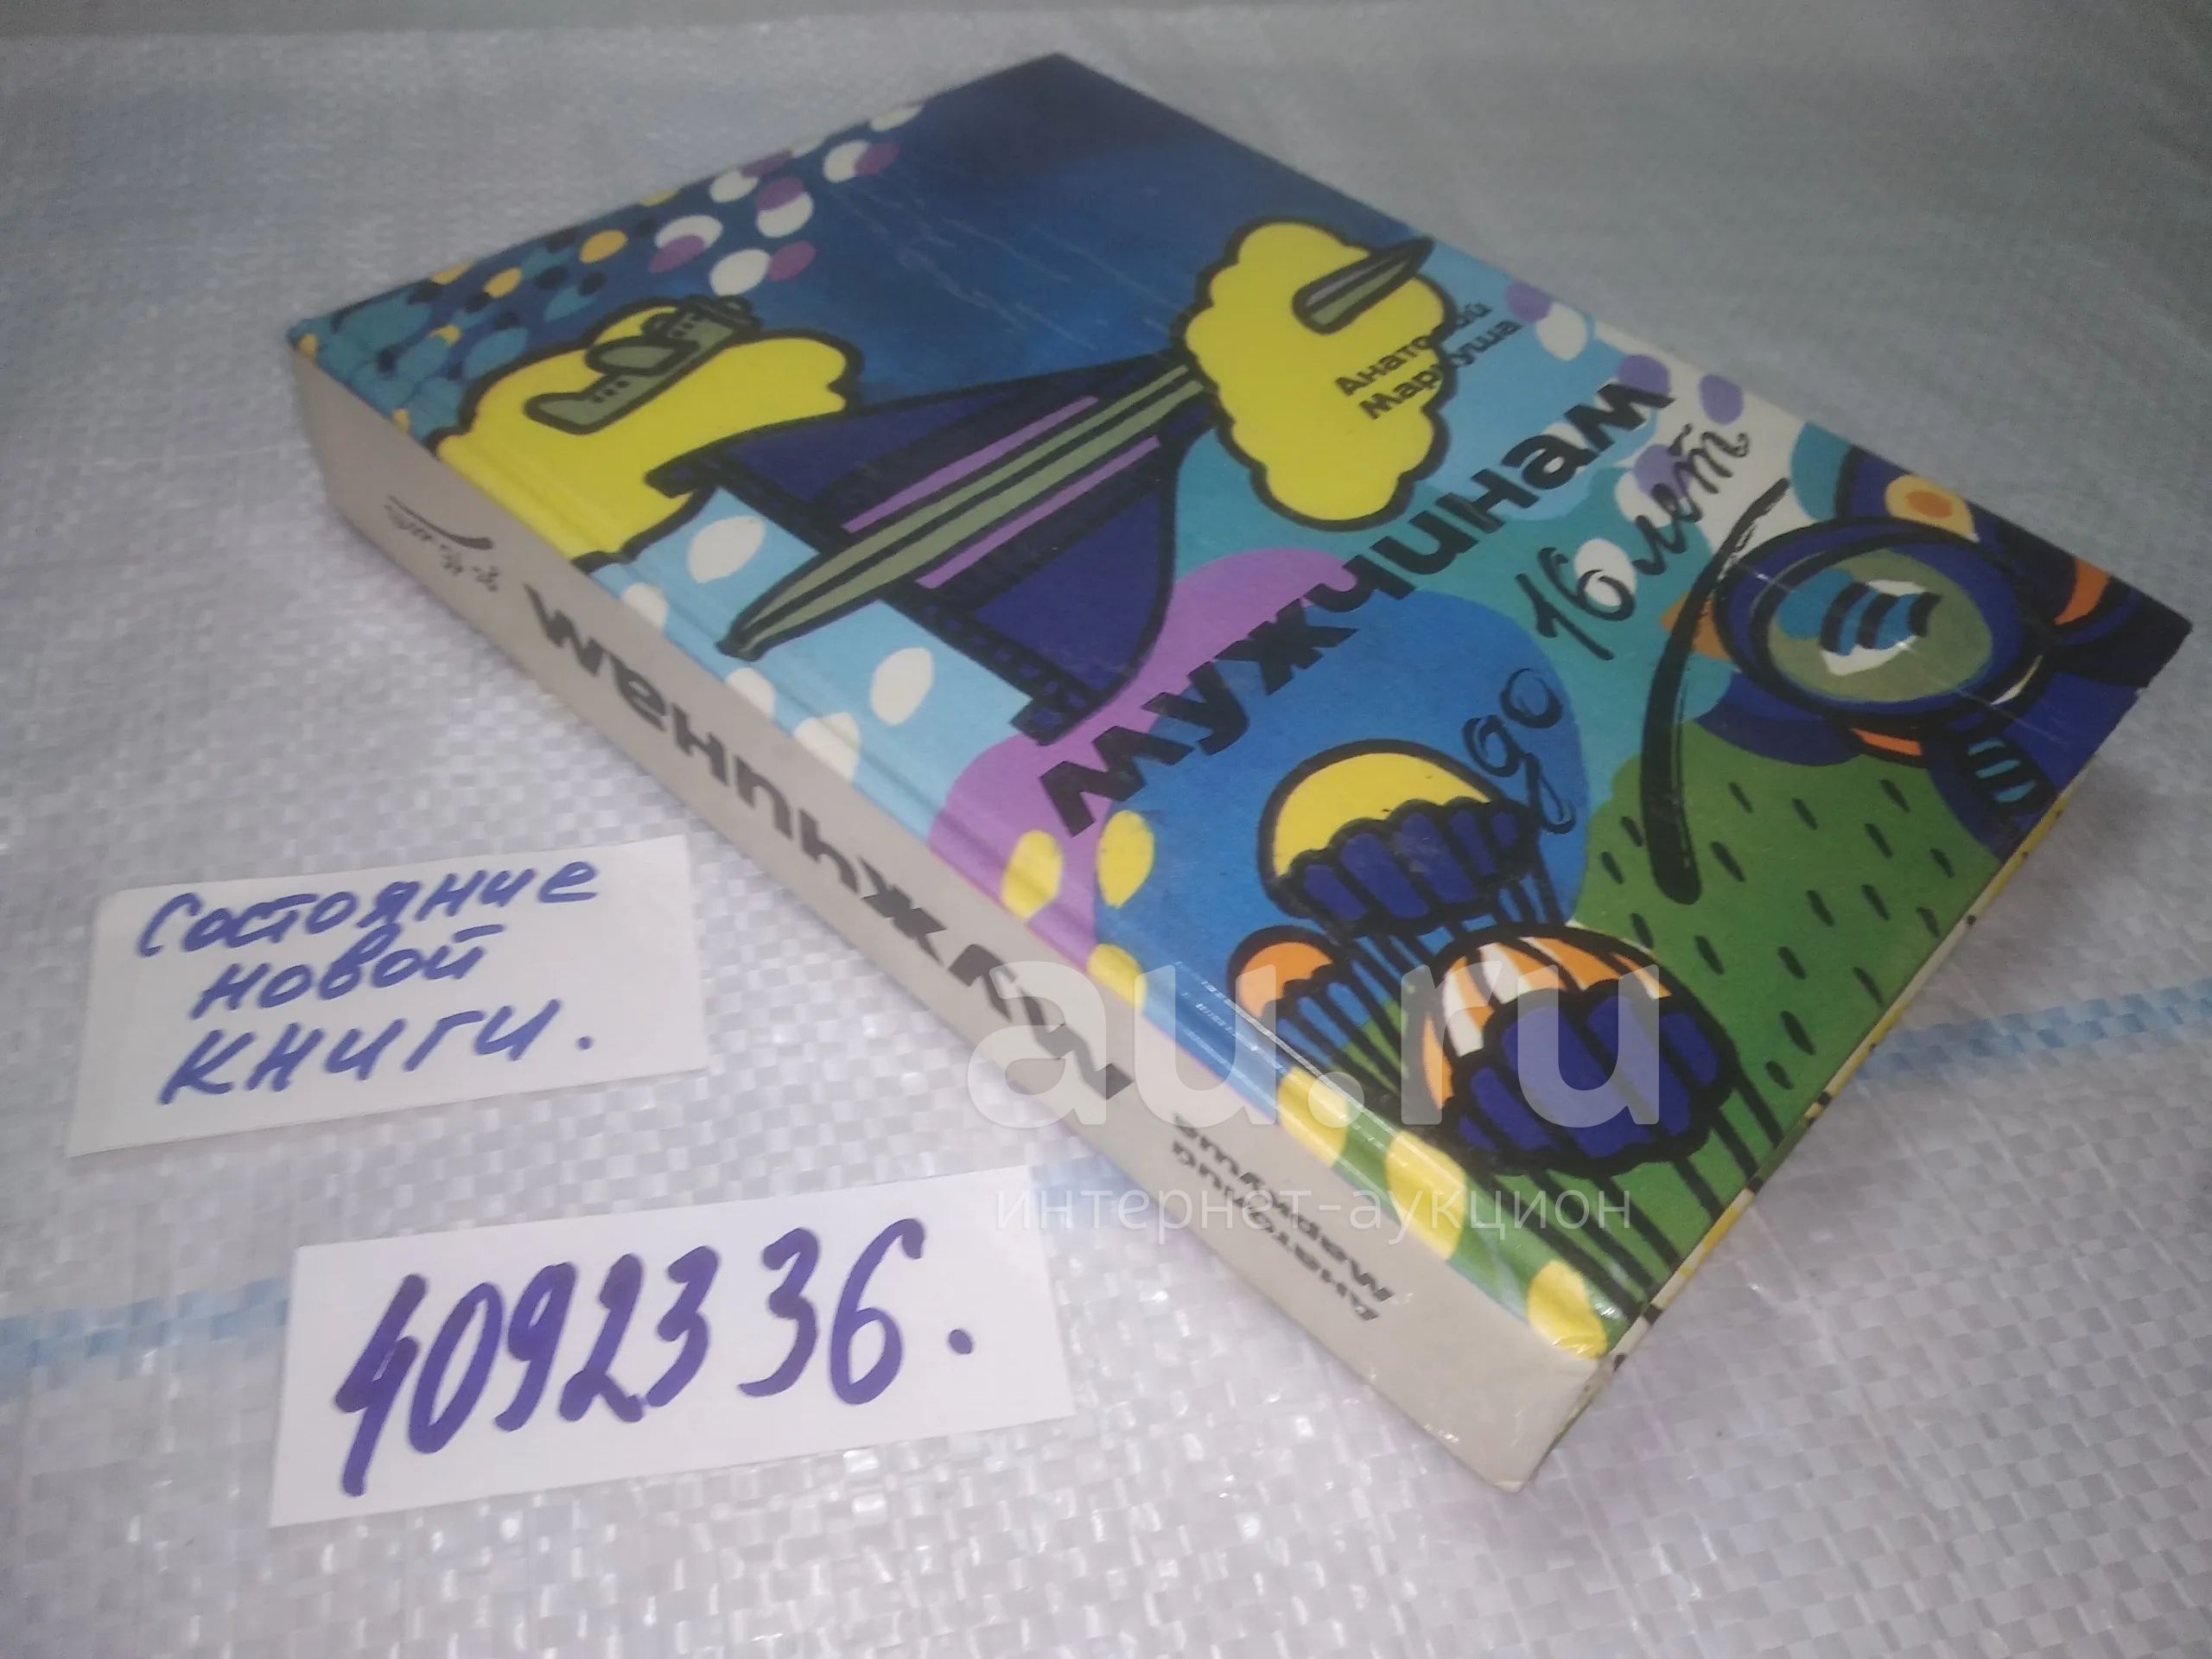 Анатолий
Маркуша
мужчинам
до 16 лет
мужчинам
Анатолий
Маркуша
Состояние
новой
книги.
4092336.
au.ru
интернет-аукцион